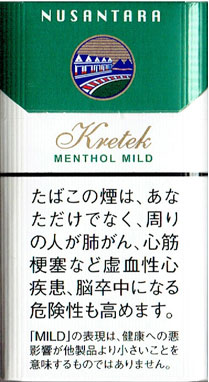 NUSANTARA
Kretek
MENTHOL MILD
たばこの煙は、あな
ただけでなく、周り
の人が肺がん、心筋
梗塞など虚血性心
疾患、脳卒中になる
危険性も高めます。
「MILD」の表現は、健康への悪
影響が他製品より小さいことを
意味するものではありません。